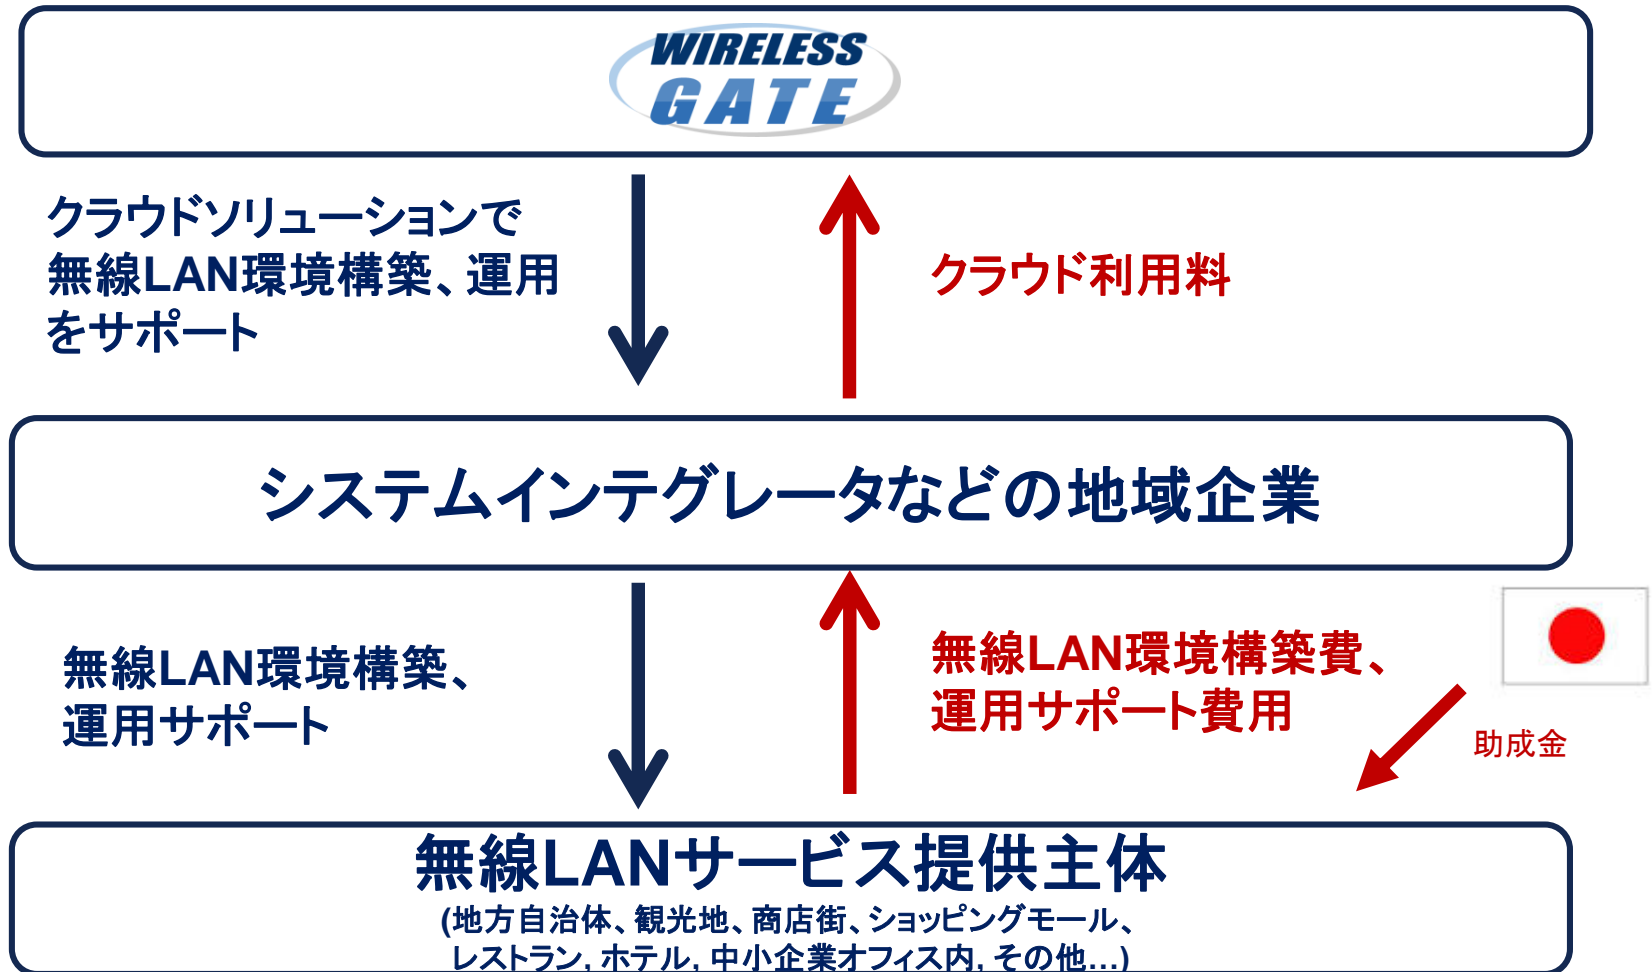 WIRELESS
GATE
クラウドソリューションで
無線LAN環境構築、運用
をサポート
クラウド利用料
システムインテグレータなどの地域企業
無線LAN環境構築、
運用サポート
無線LAN環境構築費、
運用サポート費用
助成金
無線LANサービス提供主体
(地方自治体、観光地、商店街、ショッピングモール、
レストラン, ホテル, 中小企業オフィス内, その他...)